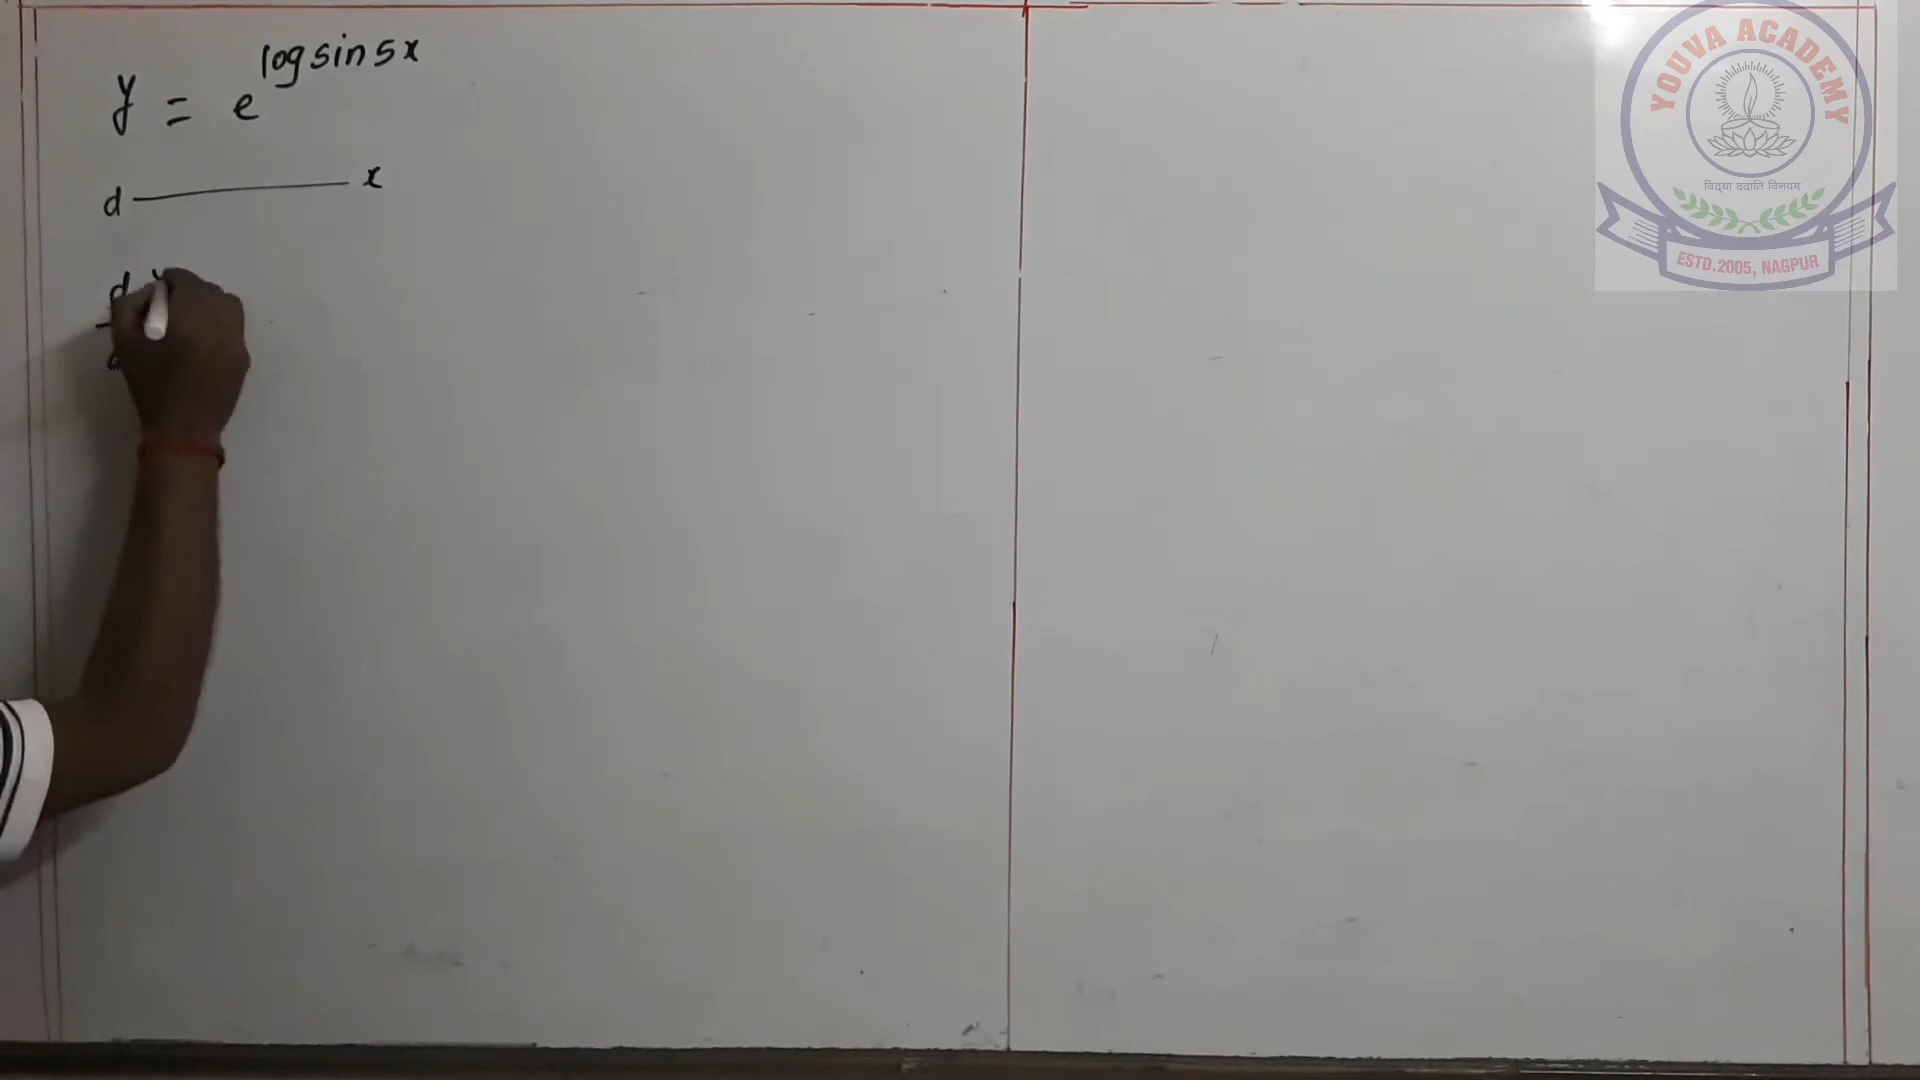 y = e^log sin 5x
d ——— x
d
YOUVA ACADEMY
विद्या ददाति विनयम
ESTD.2005, NAGPUR